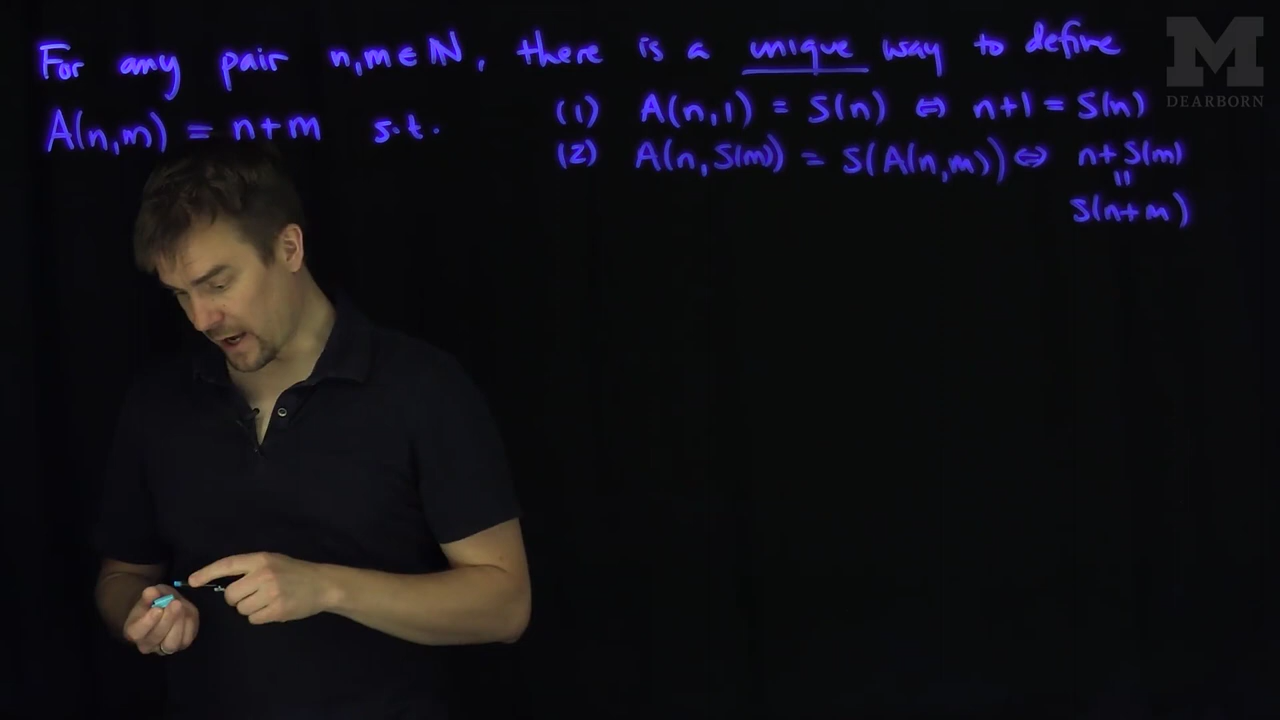 For any pair n,m ∈ ℕ, there is a unique way to define
A(n,m) = n+m s.t. (1) A(n,1) = S(n) ⇔ n+1 = S(n)
(2) A(n,S(m)) = S(A(n,m)) ⇔ n+S(m)
=
S(n+m)
M
DEARBORN